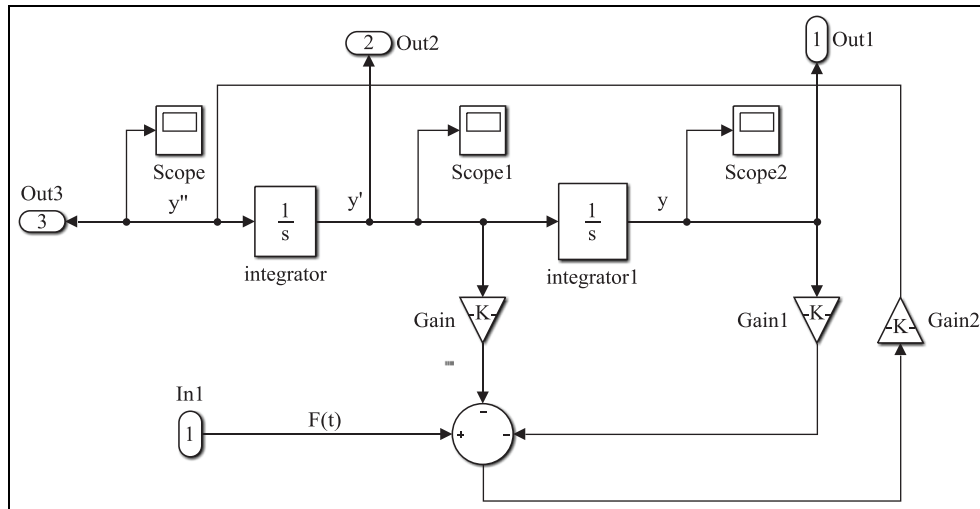 2 Out2
1 Out1
Scope
Scope1
Scope2
Out3
3
y"
1
s
integrator
y'
1
s
integrator1
y
Gain
-K-
Gain1
-K-
-K-
Gain2
In1
1
F(t)
-
+
-